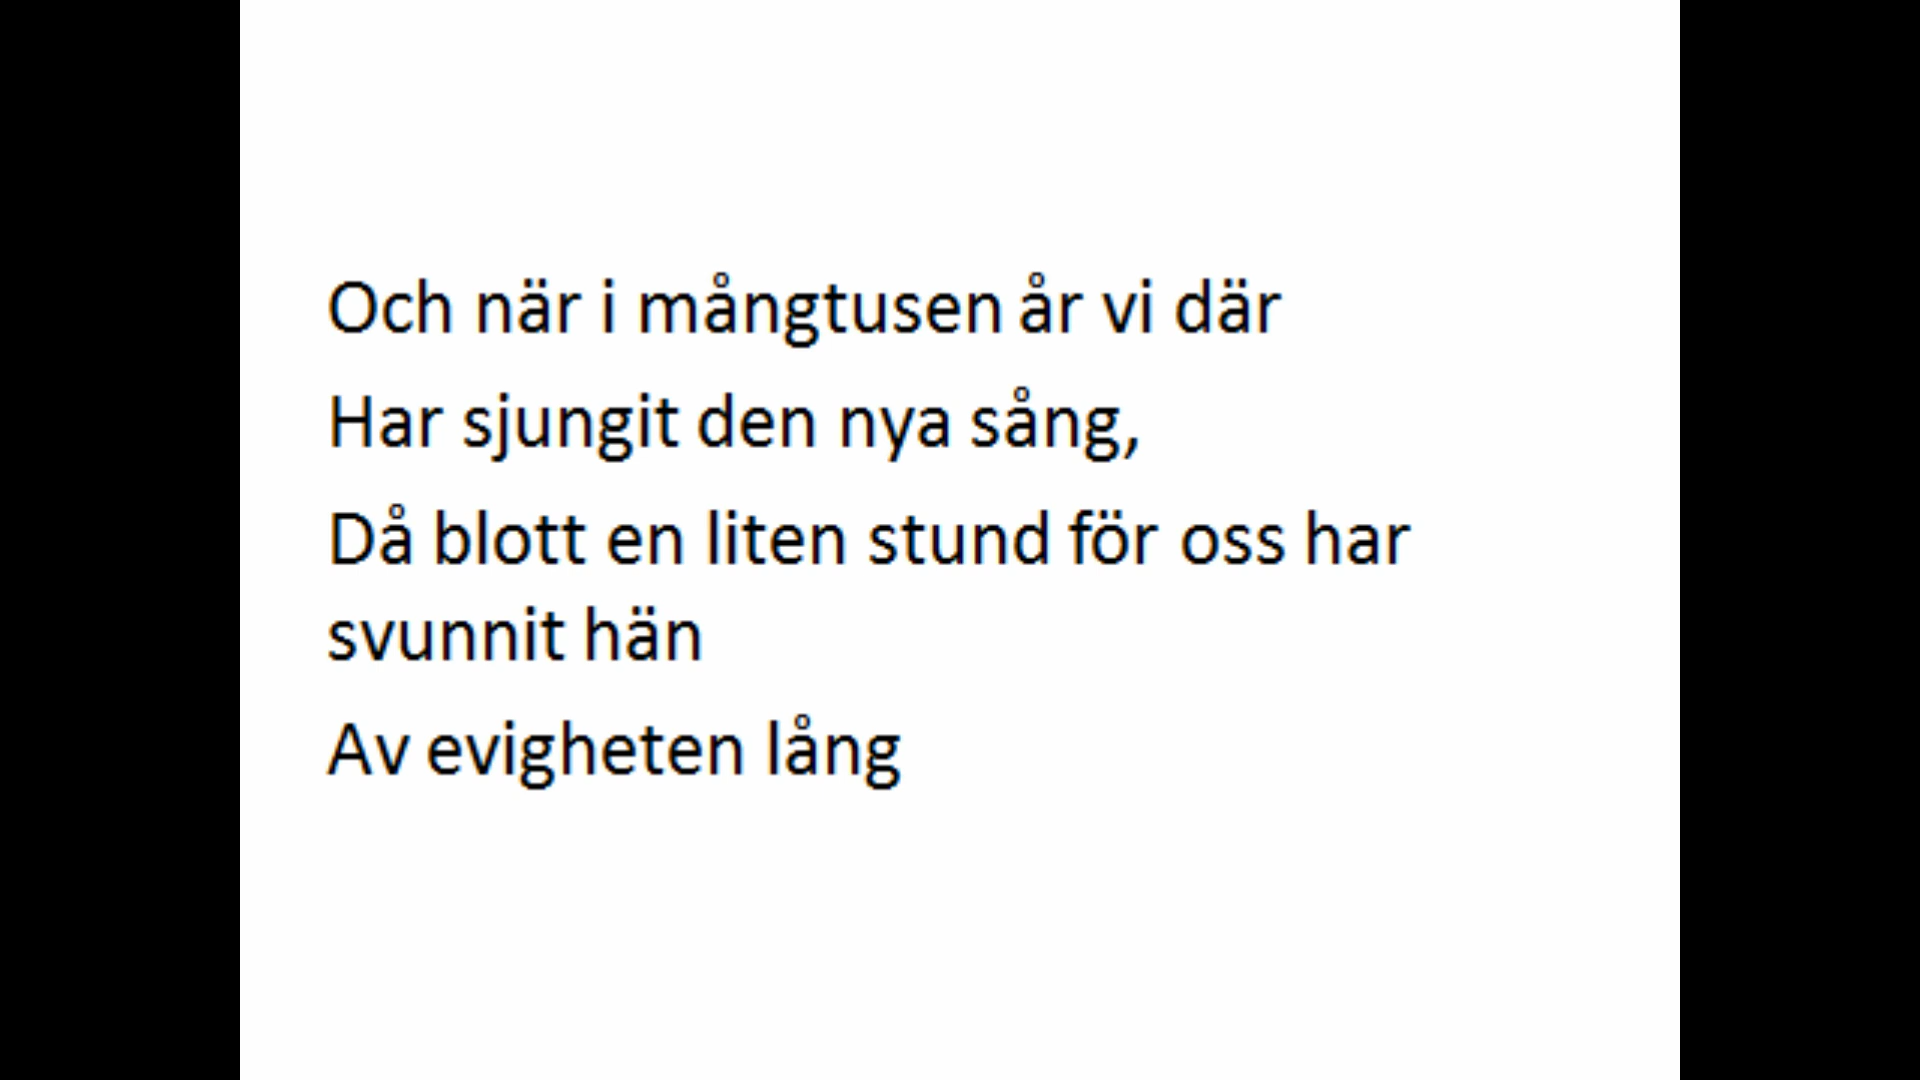 Och när i mångtusen år vi där
Har sjungit den nya sång,
Då blott en liten stund för oss har
svunnit hän
Av evigheten lång